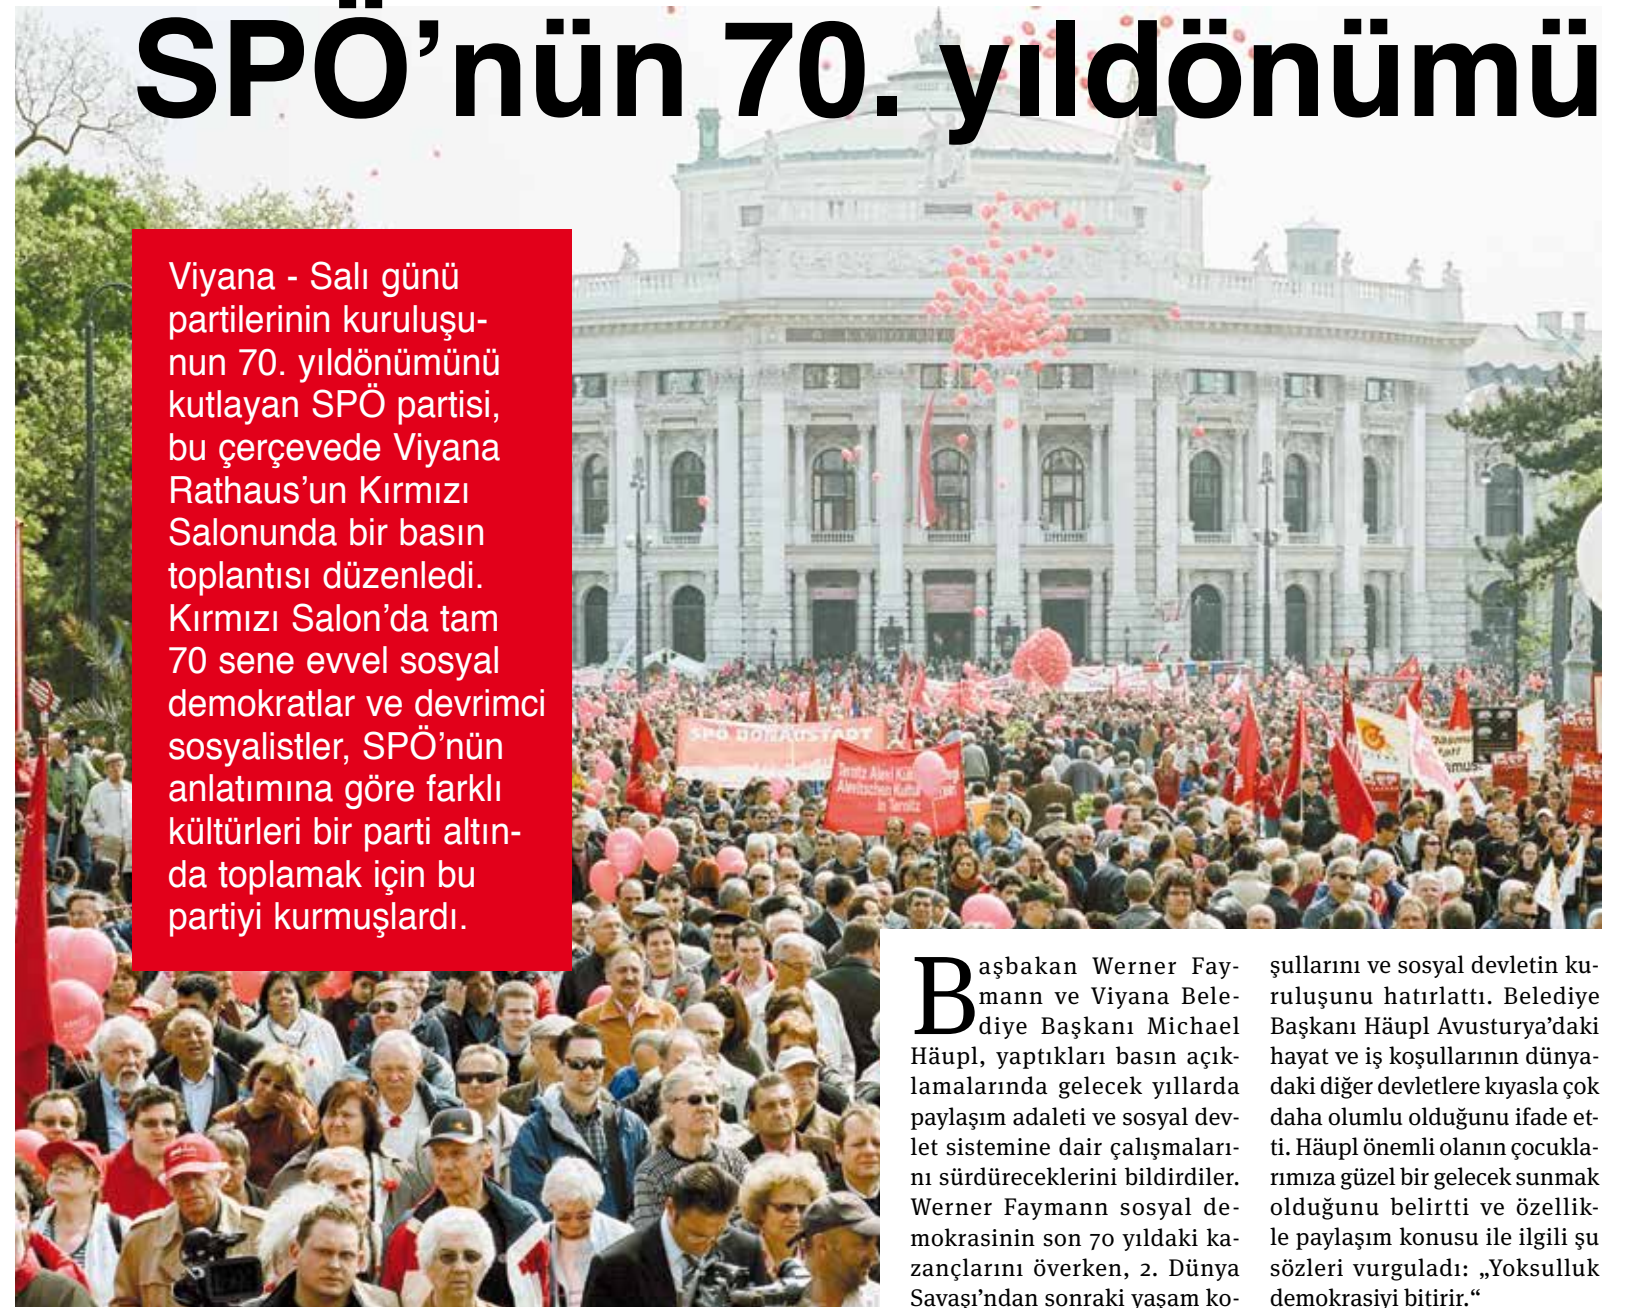 SPÖ’nün 70. yıldönümü
Viyana - Salı günü
partilerinin kuruluşu-
nun 70. yıldönümünü
kutlayan SPÖ partisi,
bu çerçevede Viyana
Rathaus’un Kırmızı
Salonunda bir basın
toplantısı düzenledi.
Kırmızı Salon’da tam
70 sene evvel sosyal
demokratlar ve devrimci
sosyalistler, SPÖ’nün
anlatımına göre farklı
kültürleri bir parti altın-
da toplamak için bu
partiyi kurmuşlardı.
SPÖ DONAUSTADT
Ternitz Alevi
Alevitischen
in Ternitz
Başbakan Werner Fay-
mann ve Viyana Bele-
diye Başkanı Michael
Häupl, yaptıkları basın açık-
lamalarında gelecek yıllarda
paylaşım adaleti ve sosyal dev-
let sistemine dair çalışmaları-
nı sürdüreceklerini bildirdiler.
Werner Faymann sosyal de-
mokrasinin son 70 yıldaki ka-
zançlarını överken, 2. Dünya
Savaşı’ndan sonraki yaşam ko-
şullarını ve sosyal devletin ku-
ruluşunu hatırlattı. Belediye
Başkanı Häupl Avusturya’daki
hayat ve iş koşullarının dünya-
daki diğer devletlere kıyasla çok
daha olumlu olduğunu ifade et-
ti. Häupl önemli olanın çocukla-
rımıza güzel bir gelecek sunmak
olduğunu belirtti ve özellik-
le paylaşım konusu ile ilgili şu
sözleri vurguladı: „Yoksulluk
demokrasiyi bitirir.“